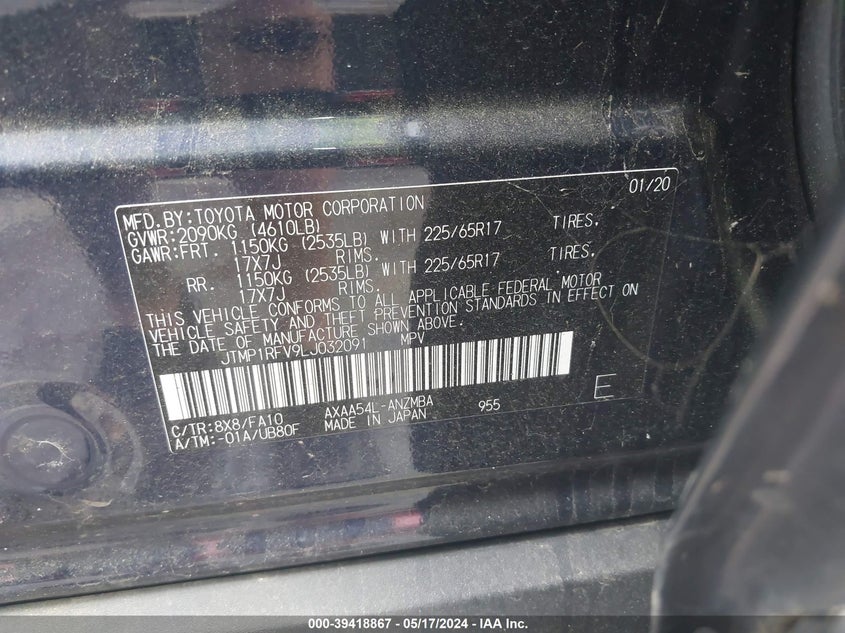 01/20
MFD.BY:TOYOTA MOTOR CORPORATION
GVWR:2090KG (4610LB)
GAWR:FRT. 1150KG (2535LB) WITH 225/65R17 TIRES.
17X7J RIMS.
RR. 1150KG (2535LB) WITH 225/65R17 TIRES.
17X7J RIMS.
THIS VEHICLE CONFORMS TO ALL APPLICABLE FEDERAL MOTOR
VEHICLE SAFETY AND THEFT PREVENTION STANDARDS IN EFFECT ON
THE DATE OF MANUFACTURE SHOWN ABOVE.
JTMP1RFV9LJ032091 MPV
C/TR:8X8/FA10 AXAA54L-ANZMBA 955 E
A/TM:-01A/UB80F MADE IN JAPAN
000-39418867 - 05/17/2024 - IAA Inc.